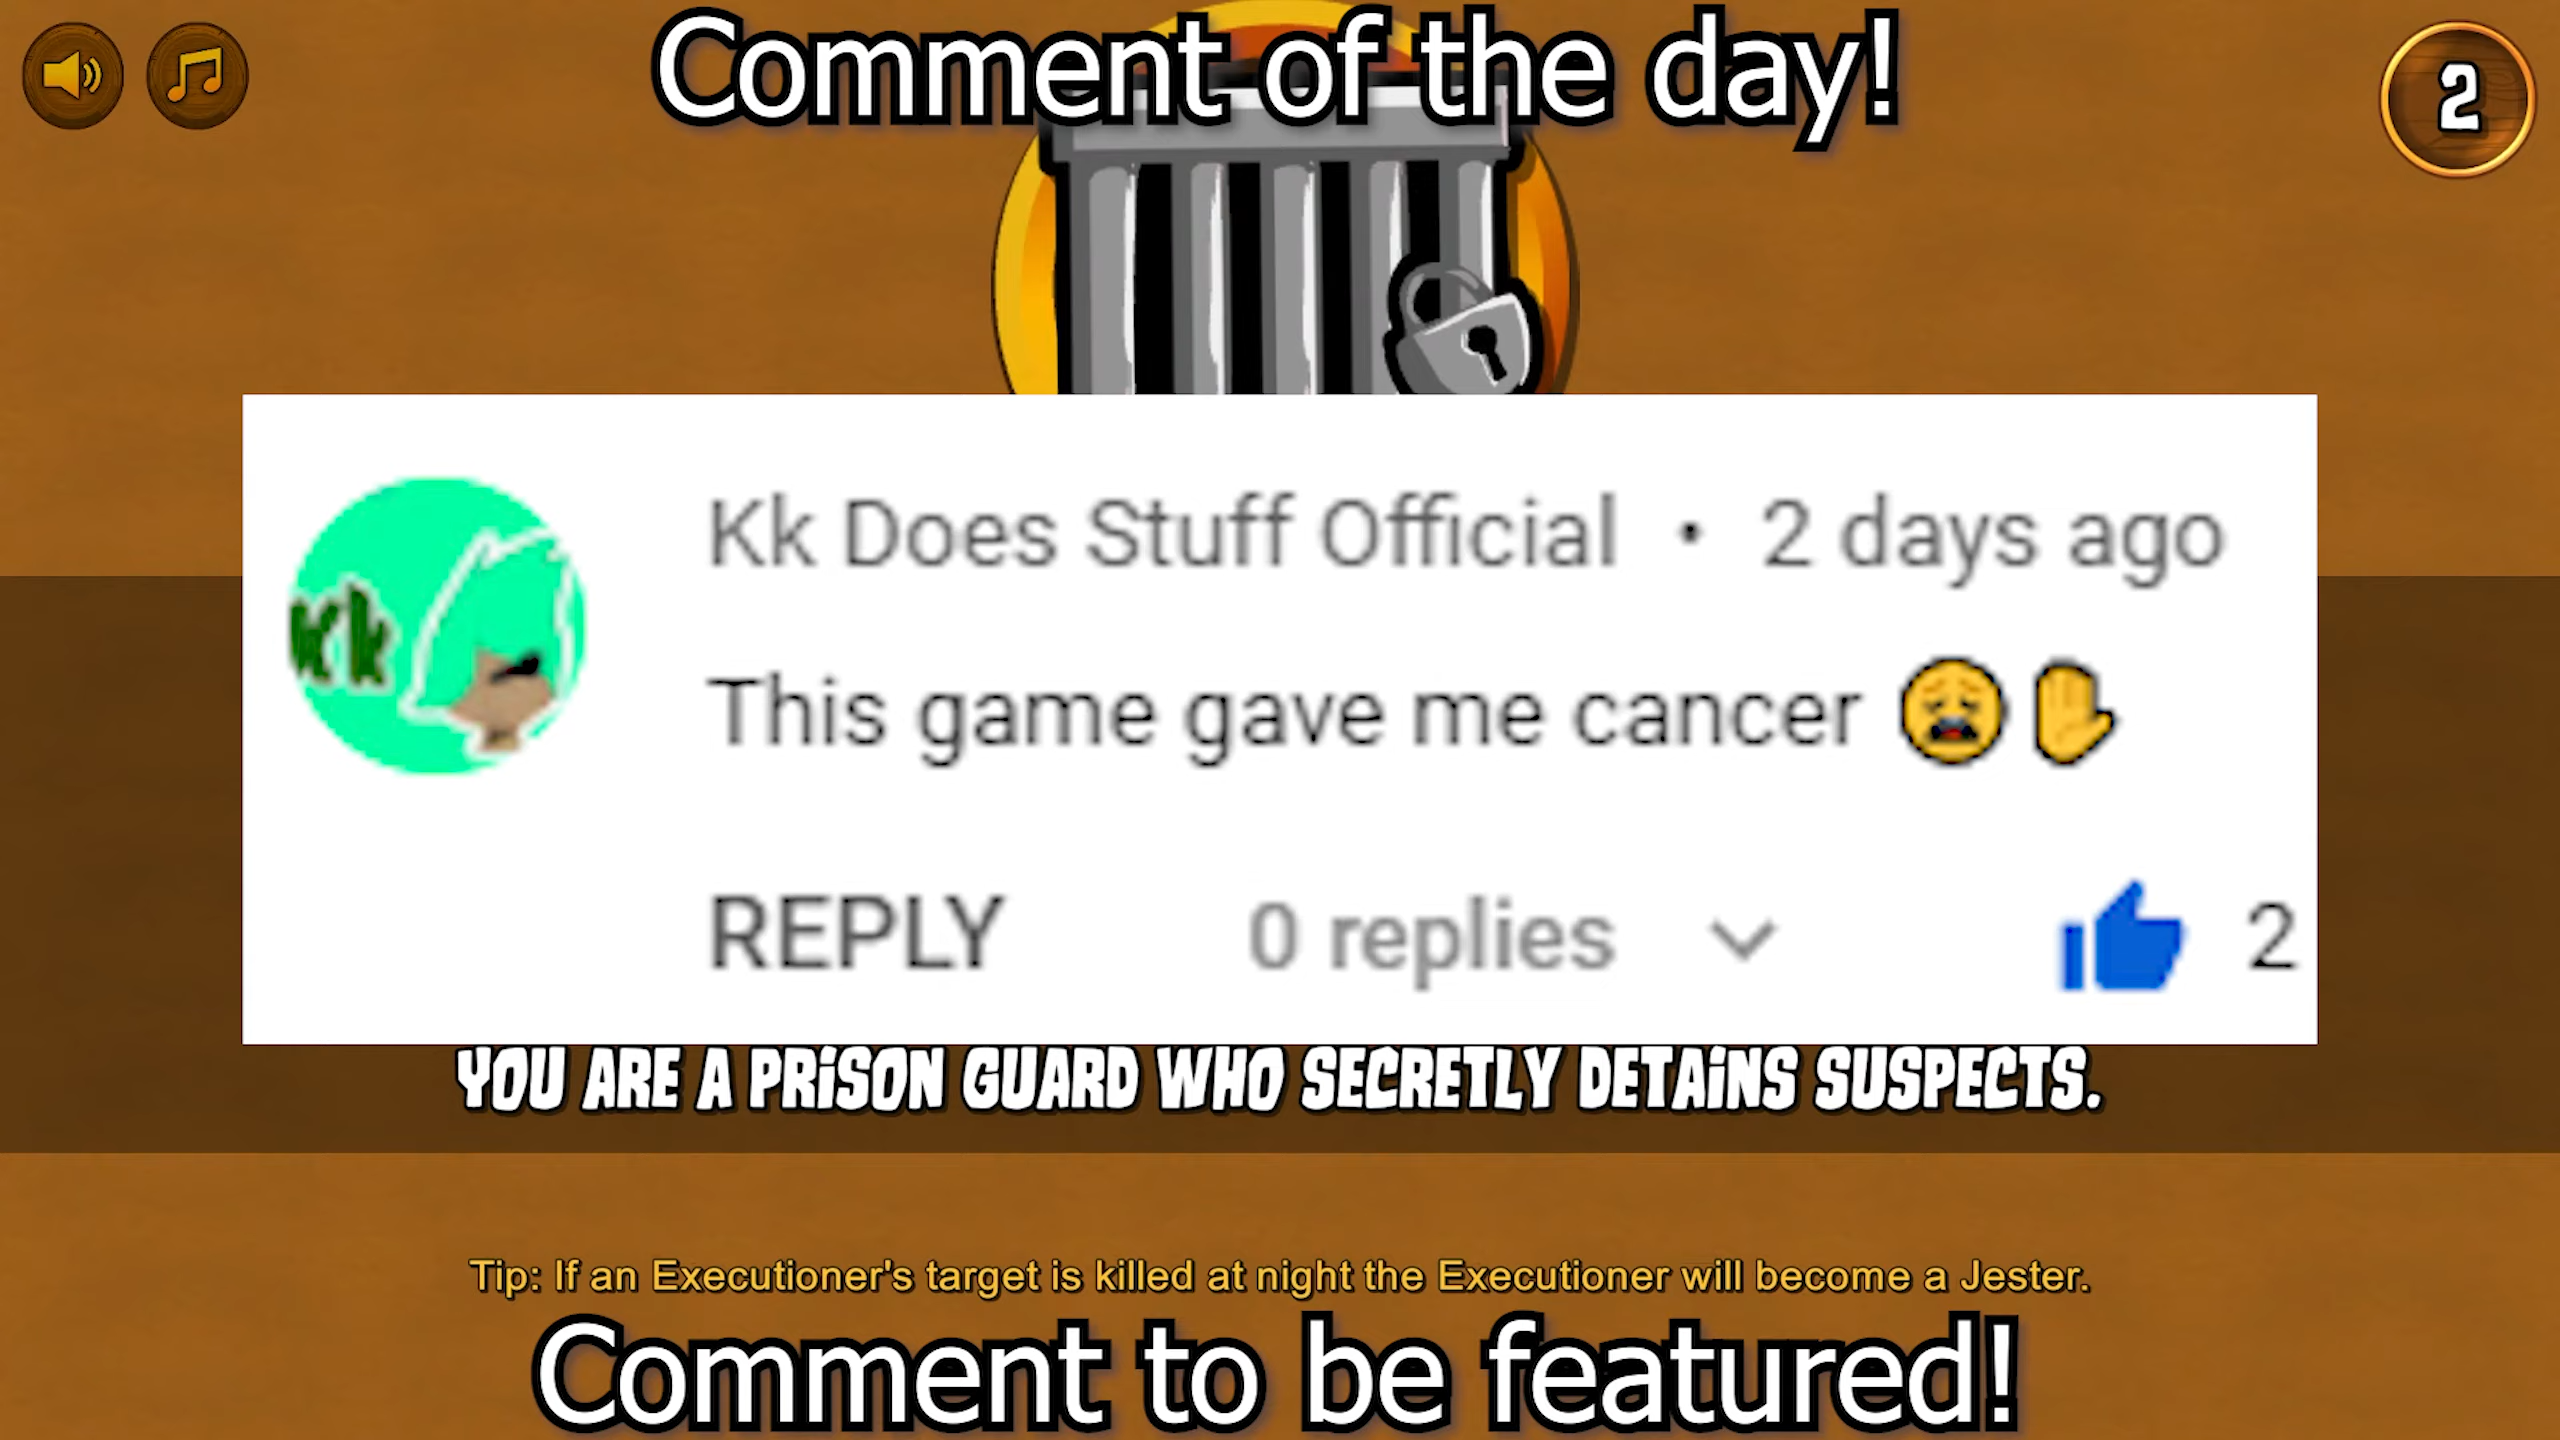 Comment of the day!
2
Kk Does Stuff Official • 2 days ago
kk
This game gave me cancer 😩✋
REPLY 0 replies 2
YOU ARE A PRISON GUARD WHO SECRETLY DETAINS SUSPECTS.
Tip: If an Executioner's target is killed at night the Executioner will become a Jester.
Comment to be featured!